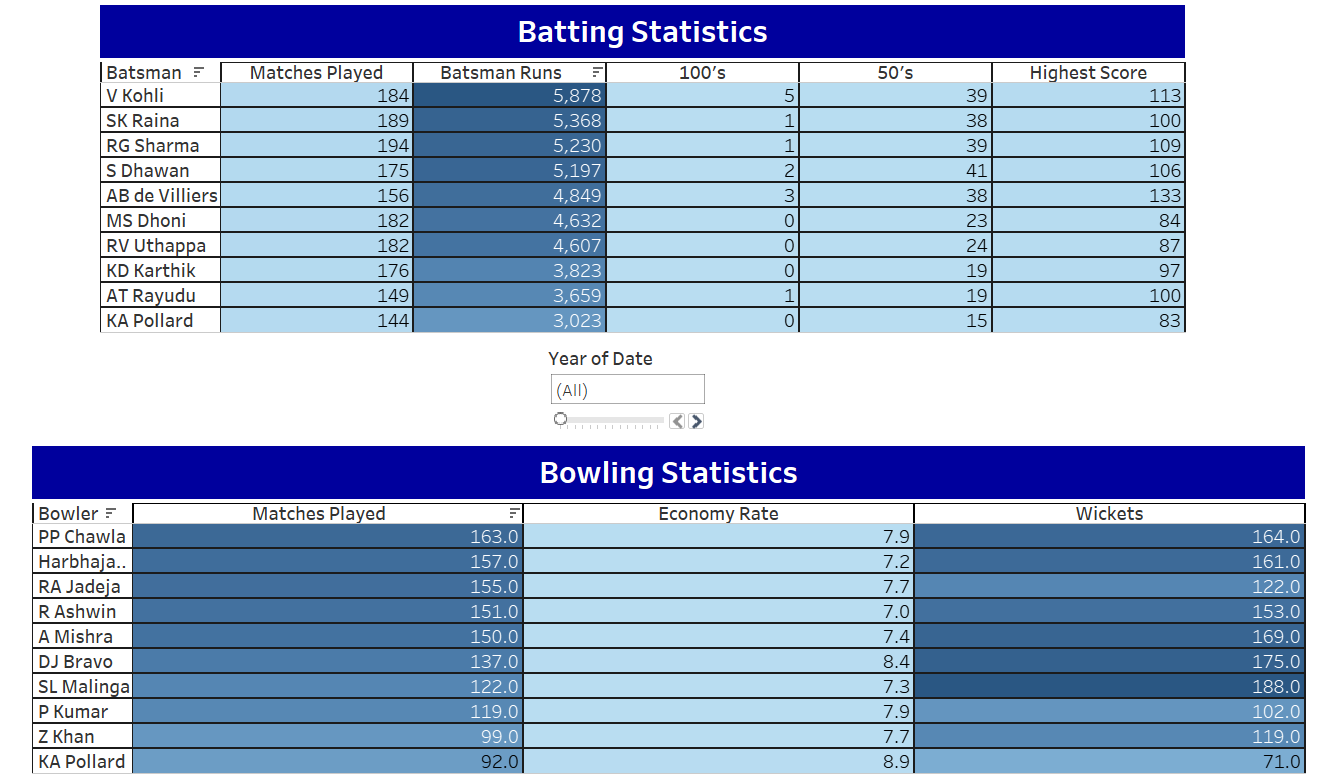 Batting Statistics
Batsman Matches Played Batsman Runs 100's 50's Highest Score
V Kohli 184 5,878 5 39 113
SK Raina 189 5,368 1 38 100
RG Sharma 194 5,230 1 39 109
S Dhawan 175 5,197 2 41 106
AB de Villiers 156 4,849 3 38 133
MS Dhoni 182 4,632 0 23 84
RV Uthappa 182 4,607 0 24 87
KD Karthik 176 3,823 0 19 97
AT Rayudu 149 3,659 1 19 100
KA Pollard 144 3,023 0 15 83
Year of Date
(All)
Bowling Statistics
Bowler Matches Played Economy Rate Wickets
PP Chawla 163.0 7.9 164.0
Harbhaja.. 157.0 7.2 161.0
RA Jadeja 155.0 7.7 122.0
R Ashwin 151.0 7.0 153.0
A Mishra 150.0 7.4 169.0
DJ Bravo 137.0 8.4 175.0
SL Malinga 122.0 7.3 188.0
P Kumar 119.0 7.9 102.0
Z Khan 99.0 7.7 119.0
KA Pollard 92.0 8.9 71.0